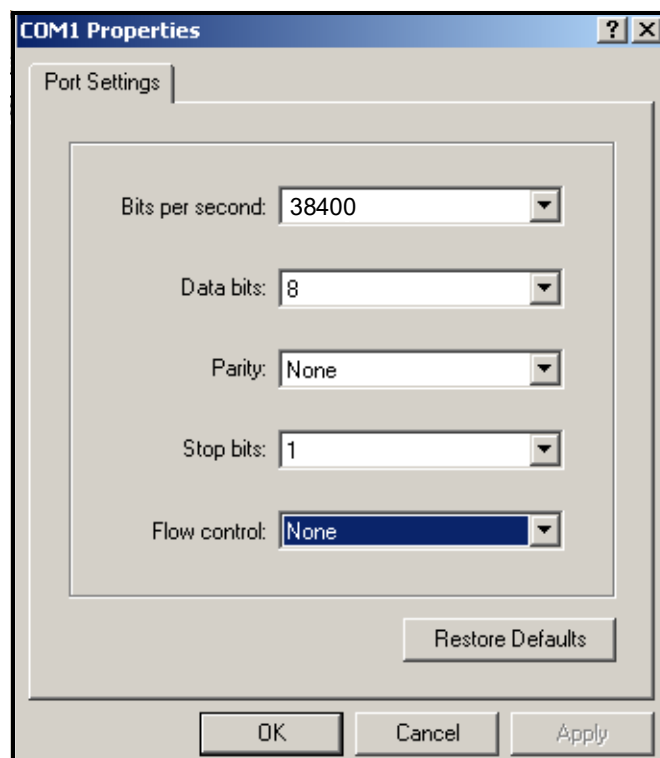 COM1 Properties
Port Settings
Bits per second: 38400
Data bits: 8
Parity: None
Stop bits: 1
Flow control: None
Restore Defaults
OK Cancel Apply